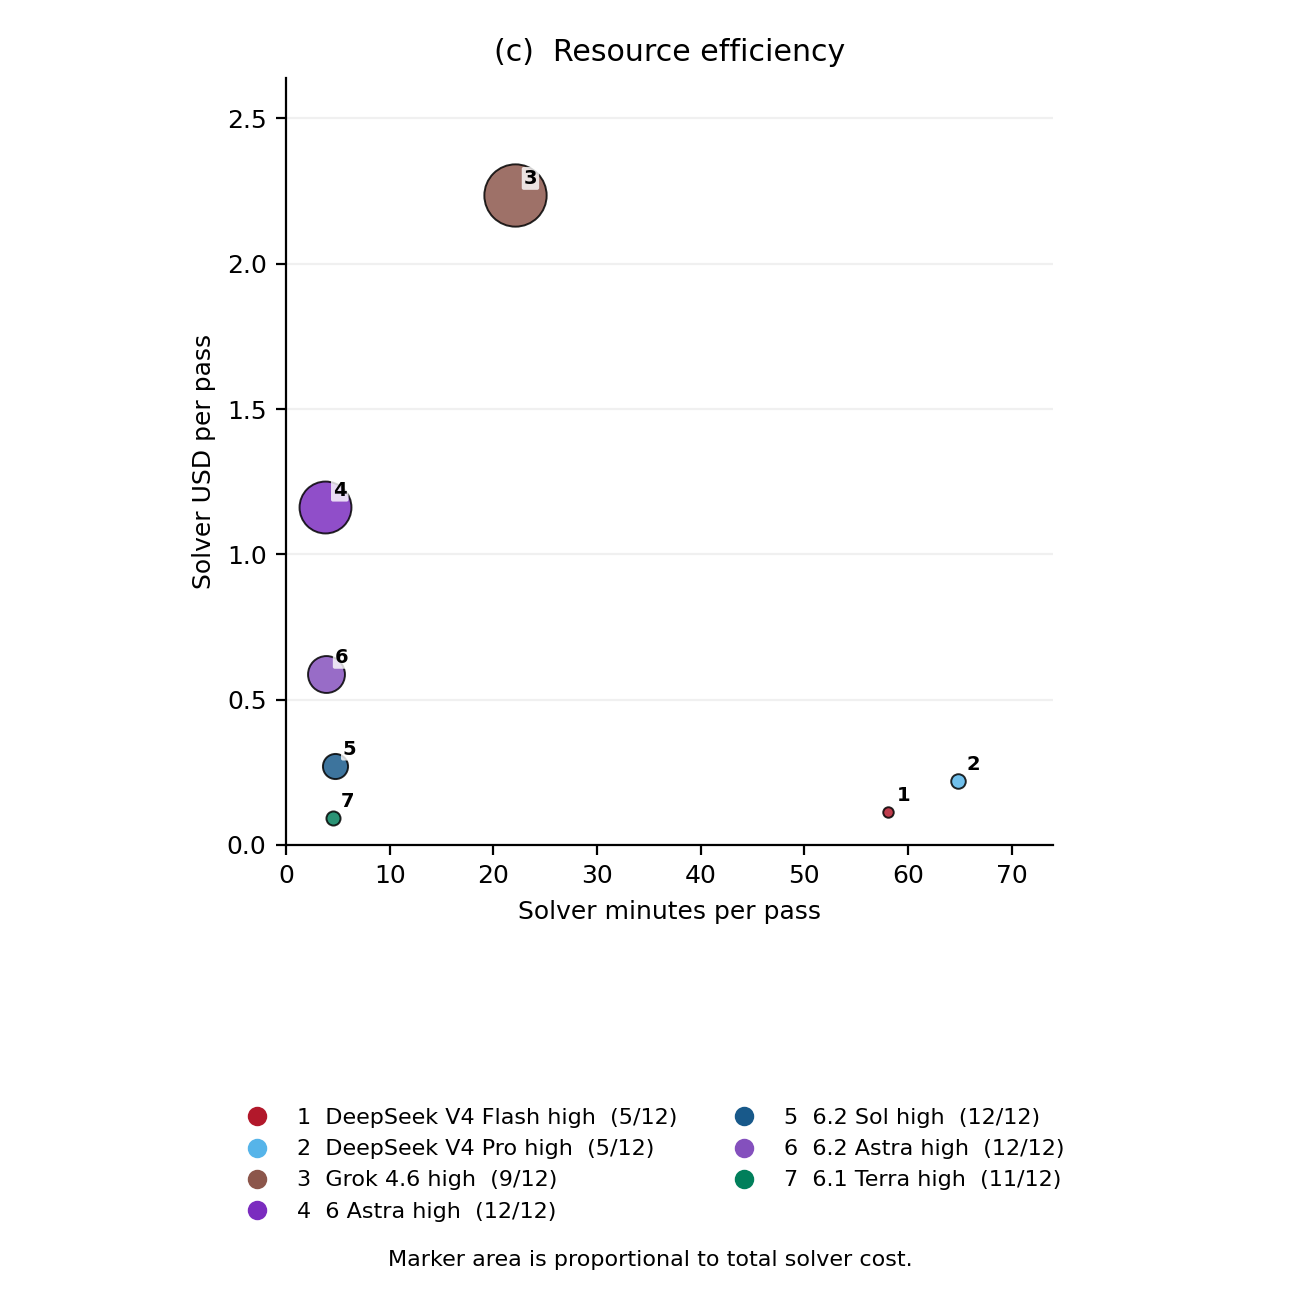 (c)  Resource efficiency
Solver USD per pass
2.5
2.0
1.5
1.0
0.5
0.0
3
4
6
5
7
1
2
0 10 20 30 40 50 60 70
Solver minutes per pass
1  DeepSeek V4 Flash high  (5/12)
2  DeepSeek V4 Pro high  (5/12)
3  Grok 4.6 high  (9/12)
4  6 Astra high  (12/12)
5  6.2 Sol high  (12/12)
6  6.2 Astra high  (12/12)
7  6.1 Terra high  (11/12)
Marker area is proportional to total solver cost.